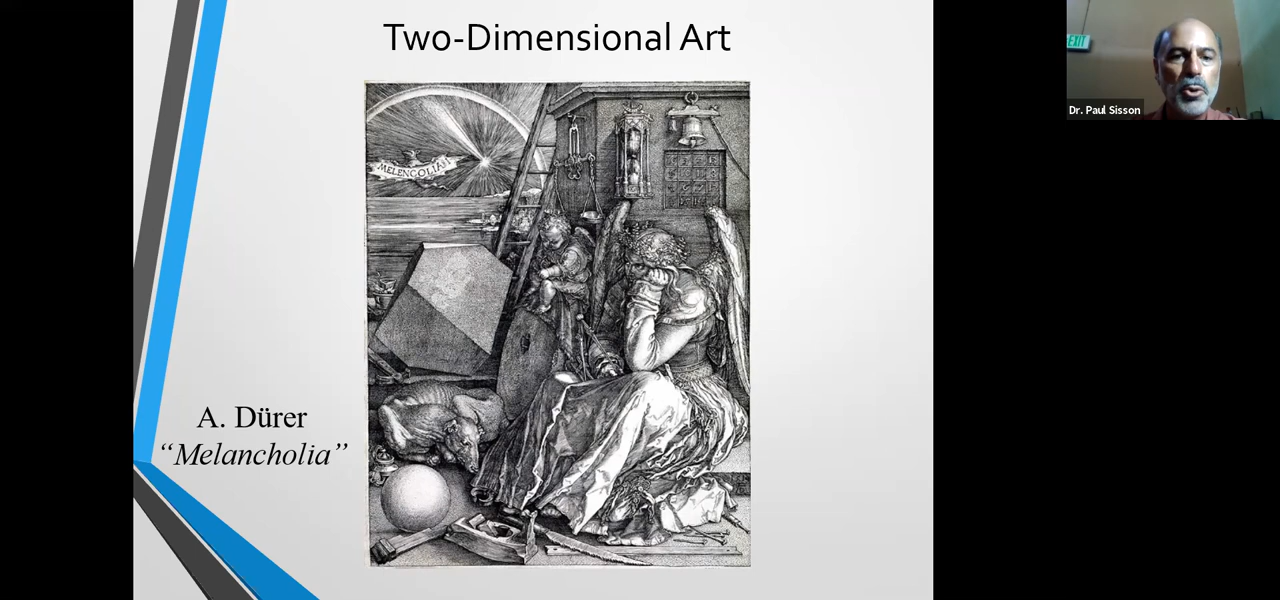 Two-Dimensional Art
EXIT
Dr. Paul Sisson
MELENCOLIA
A. Dürer
“Melancholia”